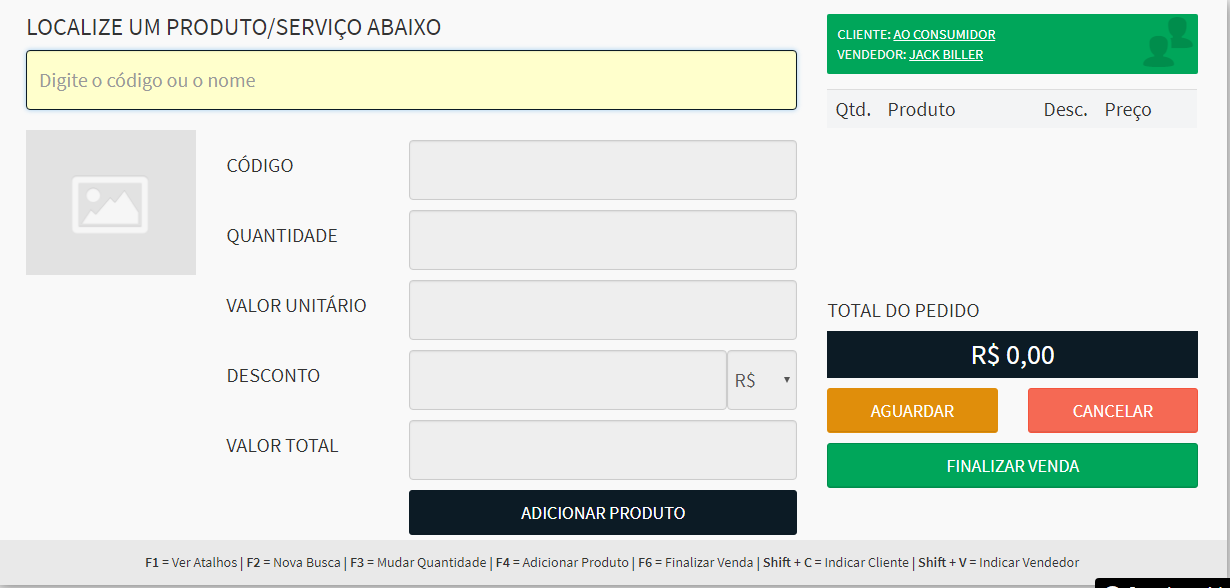 LOCALIZE UM PRODUTO/SERVIÇO ABAIXO
Digite o código ou o nome
CÓDIGO
QUANTIDADE
VALOR UNITÁRIO
DESCONTO
R$
VALOR TOTAL
ADICIONAR PRODUTO
CLIENTE: AO CONSUMIDOR
VENDEDOR: JACK BILLER
Qtd. Produto Desc. Preço
TOTAL DO PEDIDO
R$ 0,00
AGUARDAR CANCELAR
FINALIZAR VENDA
F1 = Ver Atalhos | F2 = Nova Busca | F3 = Mudar Quantidade | F4 = Adicionar Produto | F6 = Finalizar Venda | Shift + C = Indicar Cliente | Shift + V = Indicar Vendedor